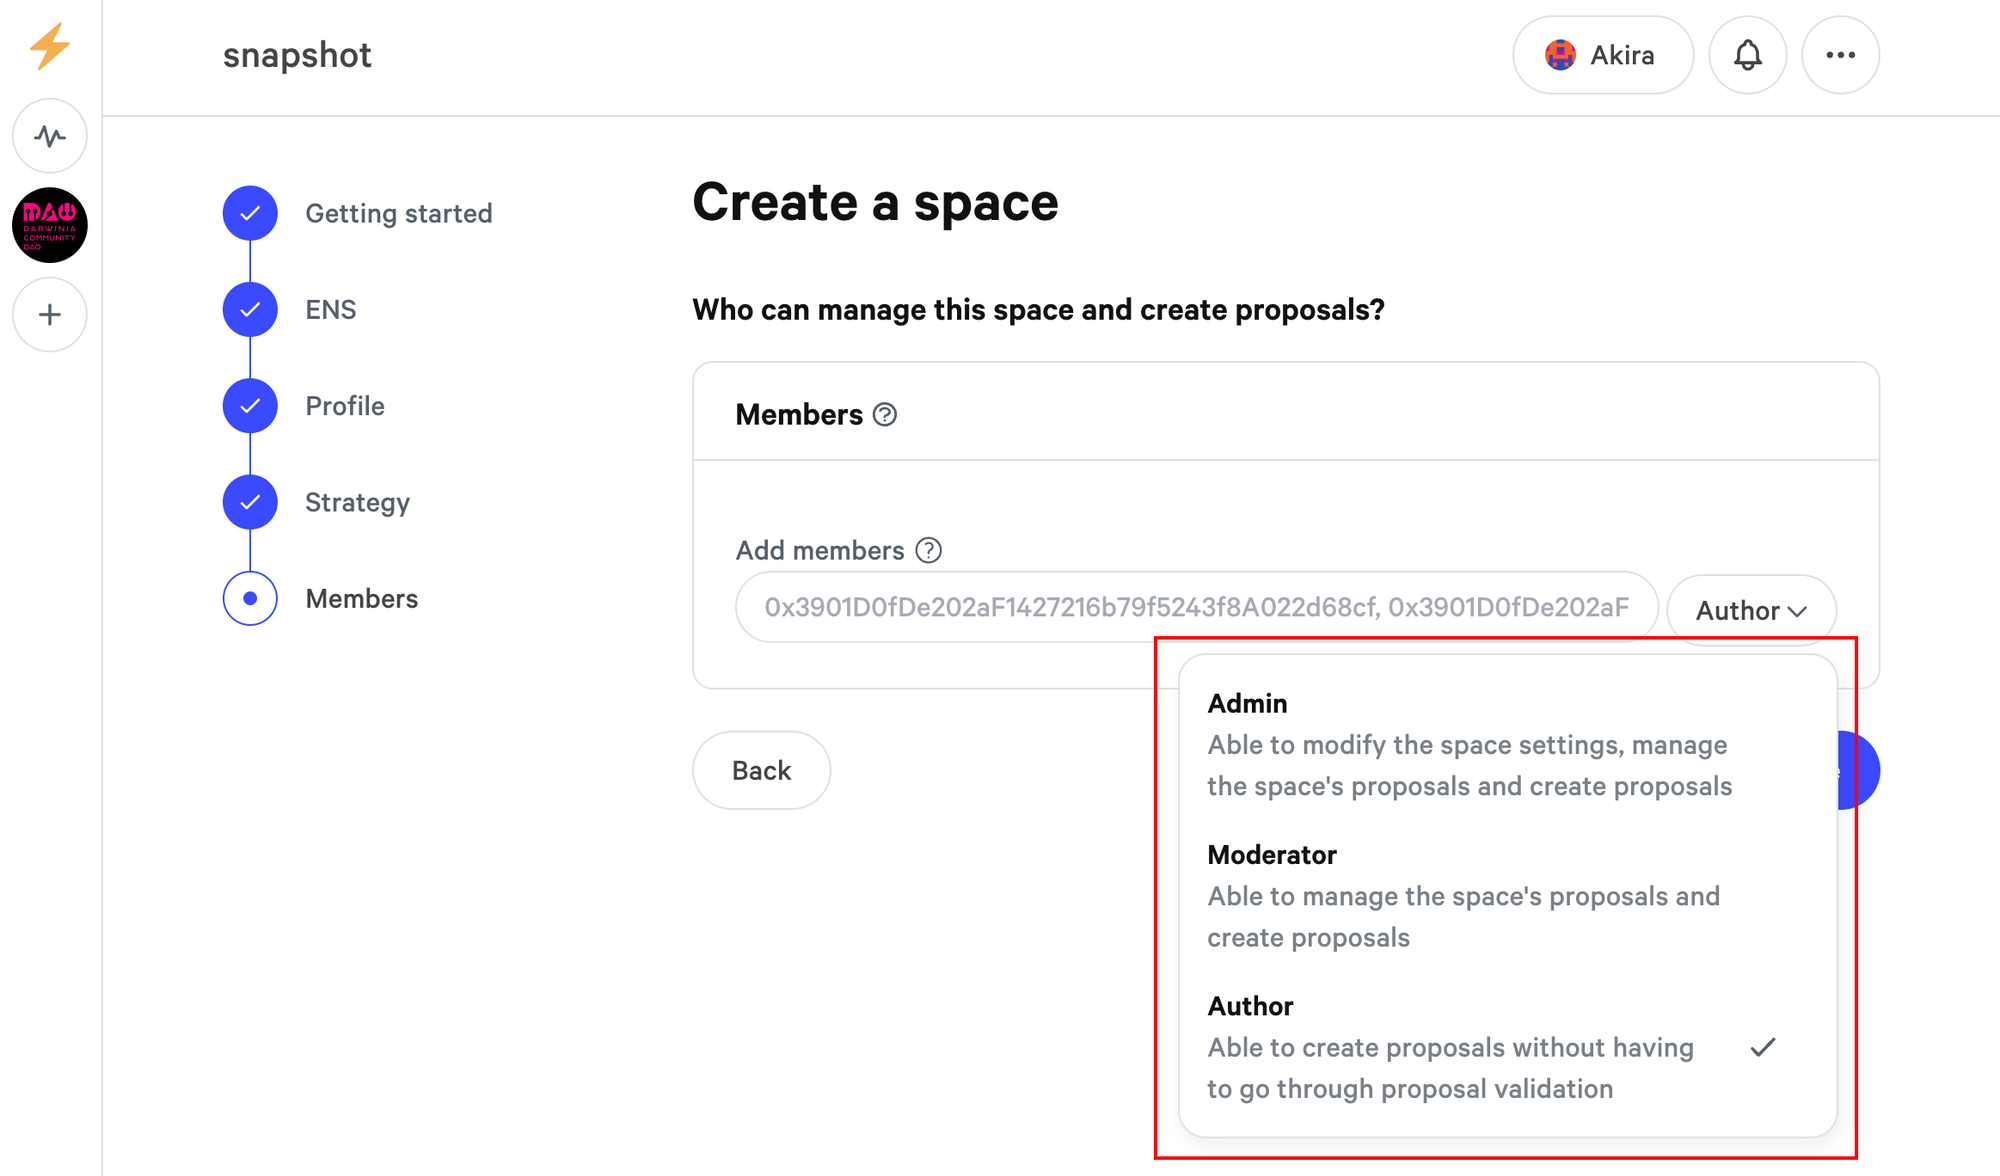 snapshot
Akira
DAO
DARWINIA
COMMUNITY
DAO
Getting started
ENS
Profile
Strategy
Members
Create a space
Who can manage this space and create proposals?
Members
Add members
0x3901D0fDe202aF1427216b79f5243f8A022d68cf, 0x3901D0fDe202aF
Author
Back
Admin
Able to modify the space settings, manage
the space's proposals and create proposals
Moderator
Able to manage the space's proposals and
create proposals
Author
Able to create proposals without having
to go through proposal validation